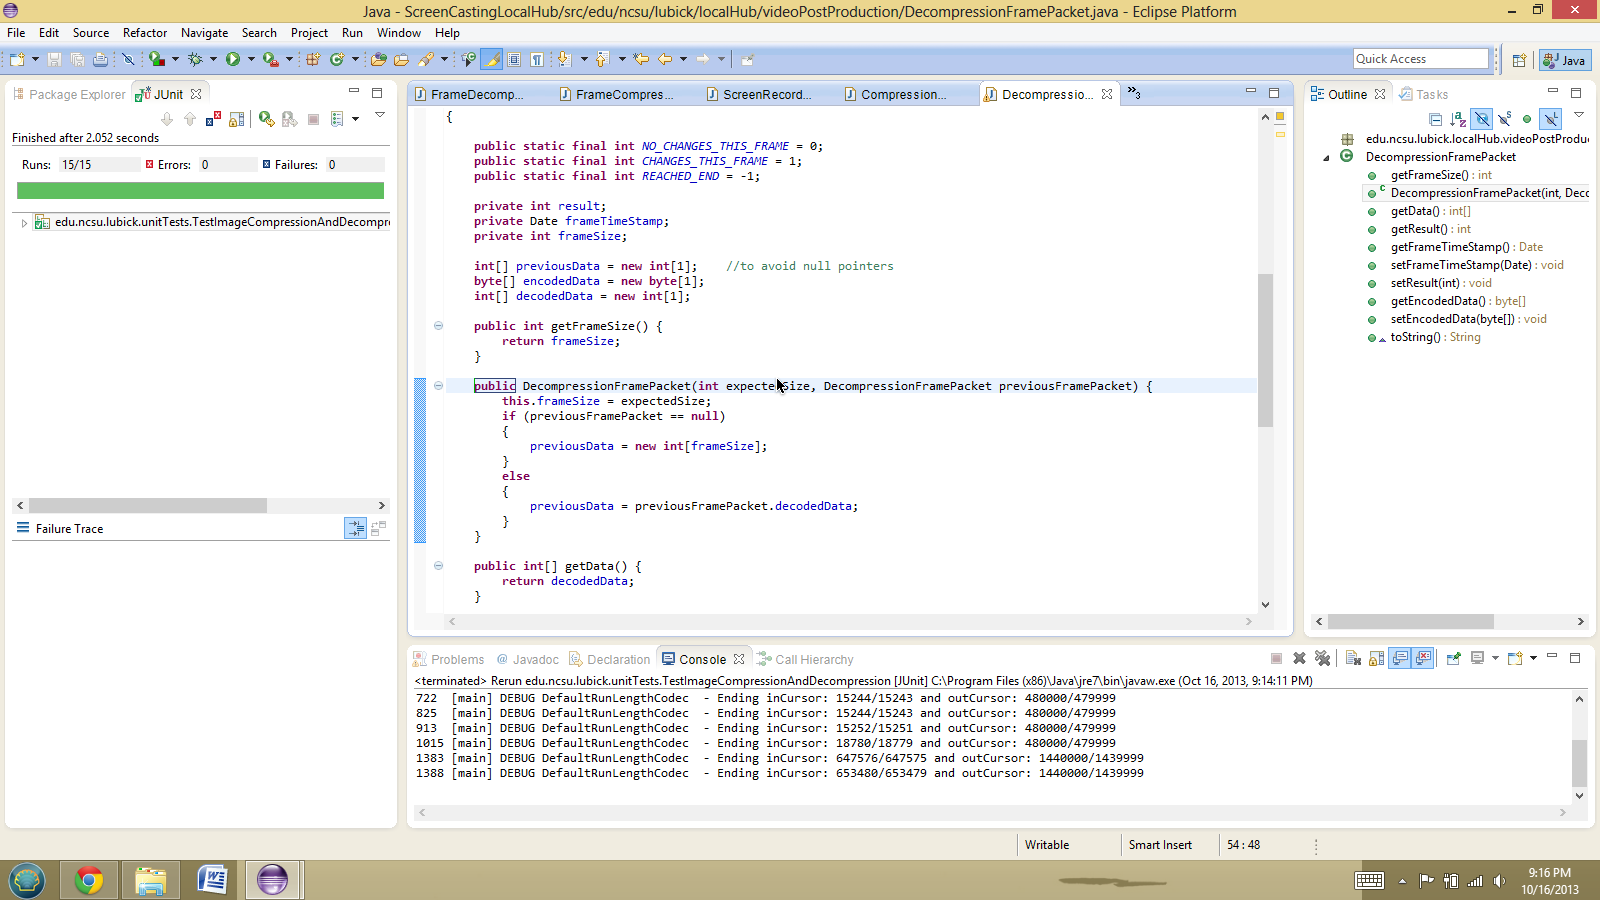 Java - ScreenCastingLocalHub/src/edu/ncsu/lubick/localHub/videoPostProduction/DecompressionFramePacket.java - Eclipse Platform
File Edit Source Refactor Navigate Search Project Run Window Help
Quick Access
Java
Package Explorer JUnit
Finished after 2.052 seconds
Runs: 15/15 Errors: 0 Failures: 0
edu.ncsu.lubick.unitTests.TestImageCompressionAndDecompre
Failure Trace
FrameDecomp... FrameCompres... ScreenRecord... Compression... Decompressio... »3
{
public static final int NO_CHANGES_THIS_FRAME = 0;
public static final int CHANGES_THIS_FRAME = 1;
public static final int REACHED_END = -1;
private int result;
private Date frameTimeStamp;
private int frameSize;
int[] previousData = new int[1]; //to avoid null pointers
byte[] encodedData = new byte[1];
int[] decodedData = new int[1];
public int getFrameSize() {
return frameSize;
}
public DecompressionFramePacket(int expectedSize, DecompressionFramePacket previousFramePacket) {
this.frameSize = expectedSize;
if (previousFramePacket == null)
{
previousData = new int[frameSize];
}
else
{
previousData = previousFramePacket.decodedData;
}
}
public int[] getData() {
return decodedData;
}
Outline Tasks
edu.ncsu.lubick.localHub.videoPostProdu
DecompressionFramePacket
getFrameSize() : int
DecompressionFramePacket(int, Deco
getData() : int[]
getResult() : int
getFrameTimeStamp() : Date
setFrameTimeStamp(Date) : void
setResult(int) : void
getEncodedData() : byte[]
setEncodedData(byte[]) : void
toString() : String
Problems @ Javadoc Declaration Console Call Hierarchy
<terminated> Rerun edu.ncsu.lubick.unitTests.TestImageCompressionAndDecompression [JUnit] C:\Program Files (x86)\Java\jre7\bin\javaw.exe (Oct 16, 2013, 9:14:11 PM)
722 [main] DEBUG DefaultRunLengthCodec - Ending inCursor: 15244/15243 and outCursor: 480000/479999
825 [main] DEBUG DefaultRunLengthCodec - Ending inCursor: 15244/15243 and outCursor: 480000/479999
913 [main] DEBUG DefaultRunLengthCodec - Ending inCursor: 15252/15251 and outCursor: 480000/479999
1015 [main] DEBUG DefaultRunLengthCodec - Ending inCursor: 18780/18779 and outCursor: 480000/479999
1383 [main] DEBUG DefaultRunLengthCodec - Ending inCursor: 647576/647575 and outCursor: 1440000/1439999
1388 [main] DEBUG DefaultRunLengthCodec - Ending inCursor: 653480/653479 and outCursor: 1440000/1439999
Writable Smart Insert 54 : 48
9:16 PM
10/16/2013